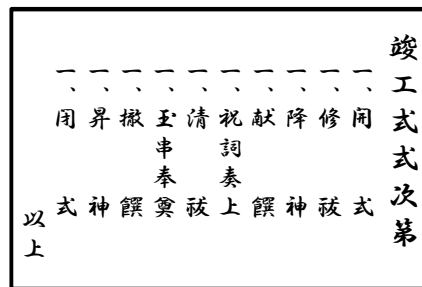 竣工式式次第
一、開式
一、修祓
一、降神
一、献饌
一、祝詞奏上
一、清祓
一、玉串奉奠
一、撤饌
一、昇神
一、閉式
以上